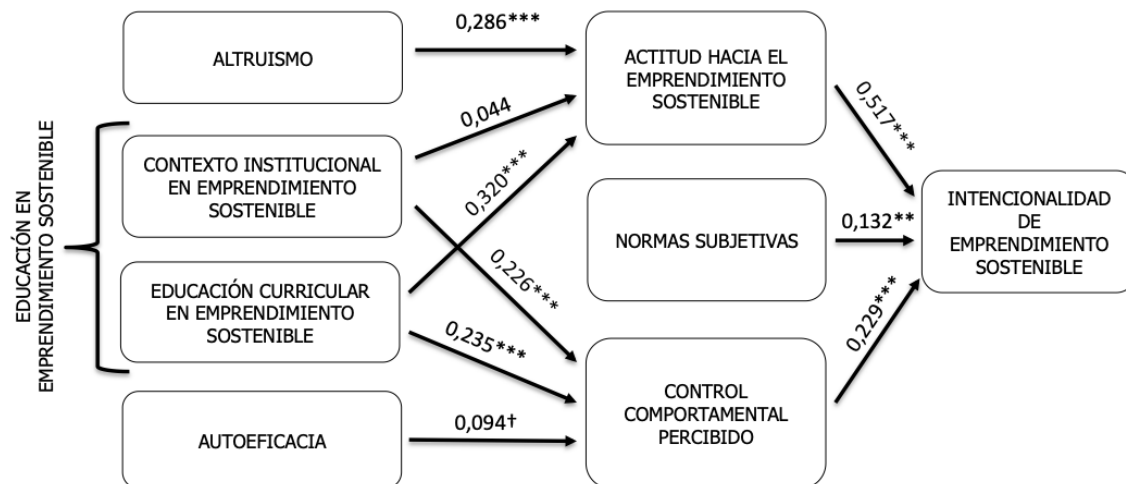 EDUCACIÓN EN
EMPRENDIMIENTO SOSTENIBLE
ALTRUISMO
CONTEXTO INSTITUCIONAL
EN EMPRENDIMIENTO
SOSTENIBLE
EDUCACIÓN CURRICULAR
EN EMPRENDIMIENTO
SOSTENIBLE
AUTOEFICACIA
0,286***
0,044
0,320***
0,226***
0,235***
0,094†
ACTITUD HACIA EL
EMPRENDIMIENTO
SOSTENIBLE
NORMAS SUBJETIVAS
CONTROL
COMPORTAMENTAL
PERCIBIDO
0,517***
0,132**
0,229***
INTENCIONALIDAD
DE
EMPRENDIMIENTO
SOSTENIBLE